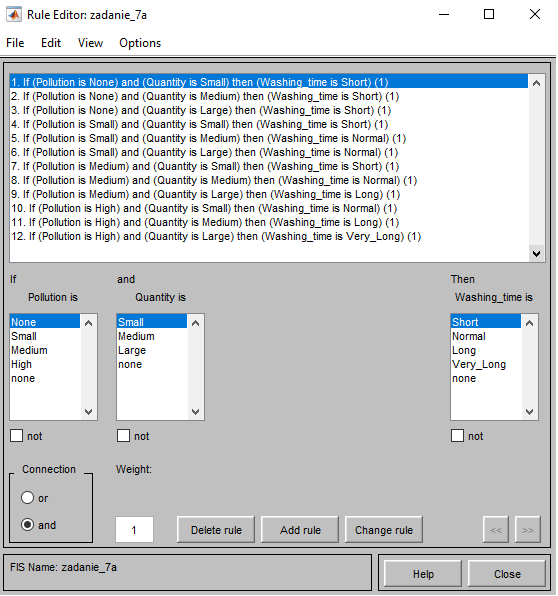 Rule Editor: zadanie_7a
File Edit View Options
1. If (Pollution is None) and (Quantity is Small) then (Washing_time is Short) (1)
2. If (Pollution is None) and (Quantity is Medium) then (Washing_time is Short) (1)
3. If (Pollution is None) and (Quantity is Large) then (Washing_time is Short) (1)
4. If (Pollution is Small) and (Quantity is Small) then (Washing_time is Short) (1)
5. If (Pollution is Small) and (Quantity is Medium) then (Washing_time is Normal) (1)
6. If (Pollution is Small) and (Quantity is Large) then (Washing_time is Normal) (1)
7. If (Pollution is Medium) and (Quantity is Small) then (Washing_time is Short) (1)
8. If (Pollution is Medium) and (Quantity is Medium) then (Washing_time is Normal) (1)
9. If (Pollution is Medium) and (Quantity is Large) then (Washing_time is Long) (1)
10. If (Pollution is High) and (Quantity is Small) then (Washing_time is Normal) (1)
11. If (Pollution is High) and (Quantity is Medium) then (Washing_time is Long) (1)
12. If (Pollution is High) and (Quantity is Large) then (Washing_time is Very_Long) (1)
If and Then
Pollution is Quantity is Washing_time is
None Small Short
Small Medium Normal
Medium Large Long
High none Very_Long
none none
not not not
Connection Weight:
or
and 1 Delete rule Add rule Change rule << >>
FIS Name: zadanie_7a Help Close